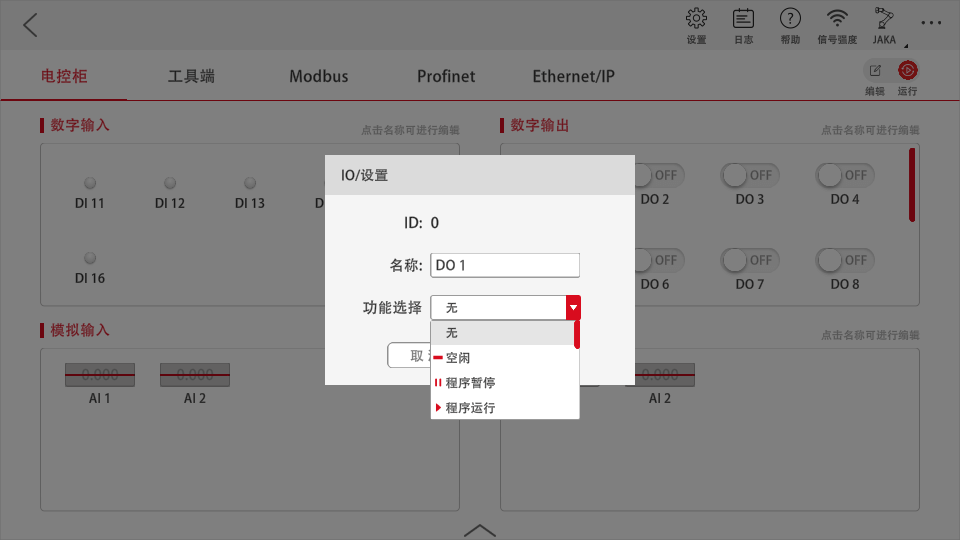 设置
日志
帮助
信号强度
JAKA
电控柜
工具端
Modbus
Profinet
Ethernet/IP
编辑
运行
数字输入
点击名称可进行编辑
DI 11
DI 12
DI 13
DI 16
数字输出
点击名称可进行编辑
OFF
OFF
OFF
DO 2
DO 3
DO 4
OFF
OFF
OFF
DO 6
DO 7
DO 8
IO/设置
ID: 0
名称: DO 1
功能选择 无
无
空闲
程序暂停
程序运行
取
模拟输入
0.000
0.000
AI 1
AI 2
点击名称可进行编辑
0.000
AI 2